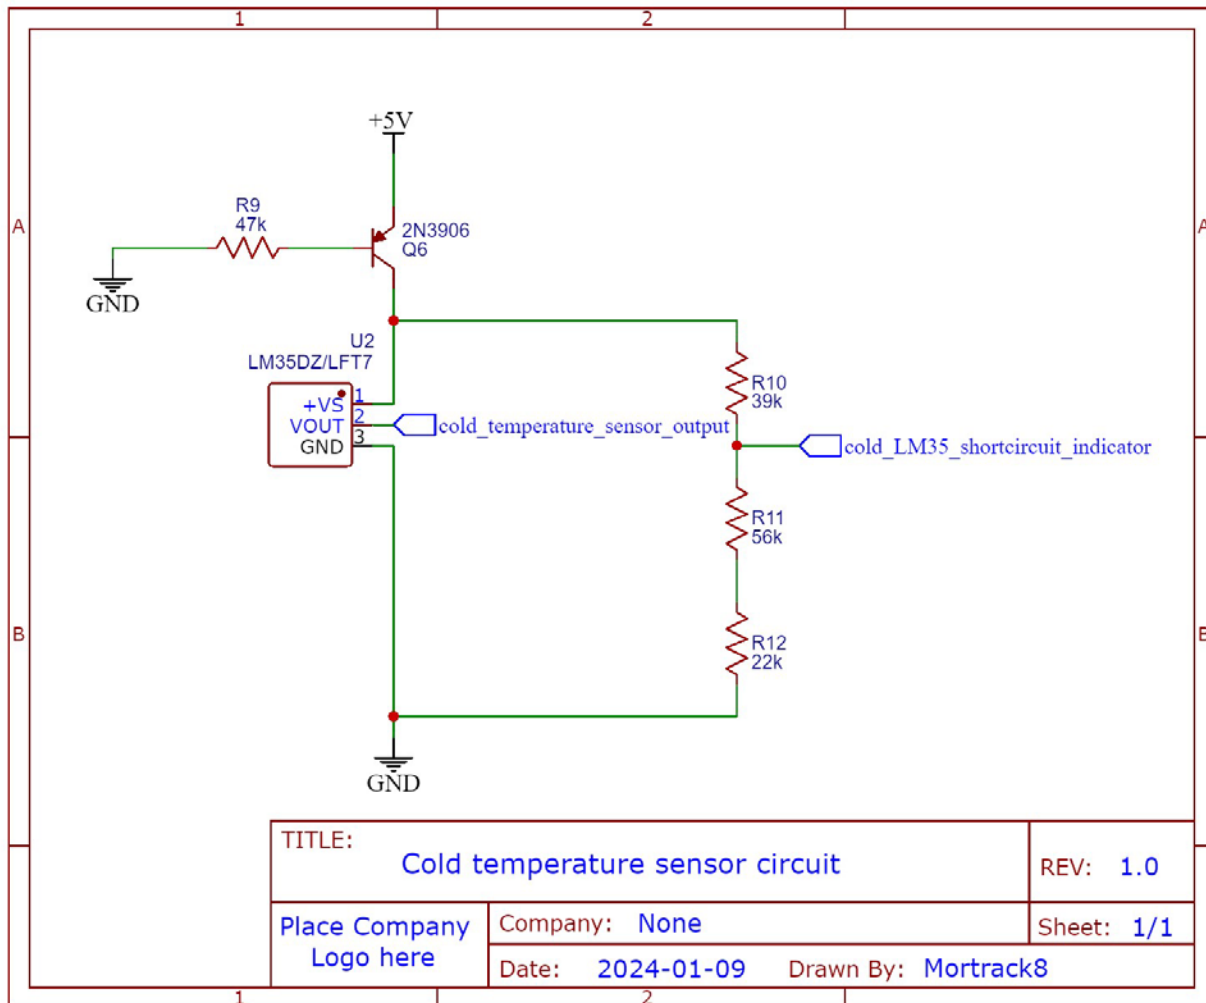 1
2
+5V
A
A
R9
47k
2N3906
Q6
GND
U2
LM35DZ/LFT7
+VS 1
VOUT 2
GND 3
cold_temperature_sensor_output
R10
39k
cold_LM35_shortcircuit_indicator
R11
56k
B
B
R12
22k
GND
TITLE:
Cold temperature sensor circuit
REV: 1.0
Place Company
Logo here
Company: None
Sheet: 1/1
Date: 2024-01-09 Drawn By: Mortrack8
1
2